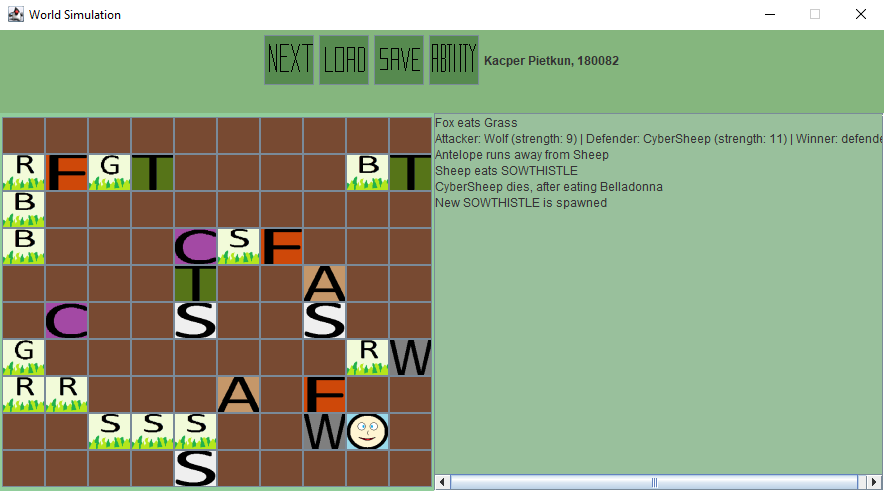 World Simulation
NEXT LOAD SAVE ABILITY Kacper Pietkun, 180082
Fox eats Grass
Attacker: Wolf (strength: 9) | Defender: CyberSheep (strength: 11) | Winner: defende
Antelope runs away from Sheep
Sheep eats SOWTHISTLE
CyberSheep dies, after eating Belladonna
New SOWTHISTLE is spawned
R F G T B T
B
B C S F
T A
C S S
G R W
R R A F
S S S W
S